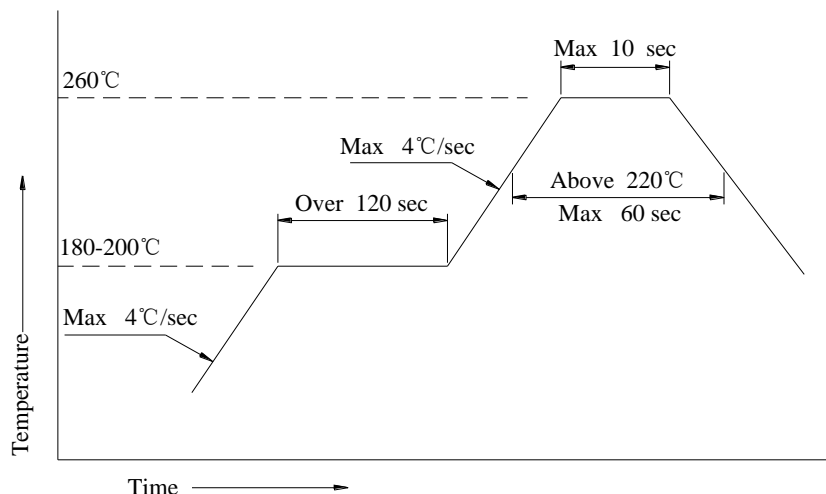 Max 10 sec
260℃
Max 4℃/sec
Above 220℃
Max 60 sec
Over 120 sec
180-200℃
Max 4℃/sec
Temperature
Time